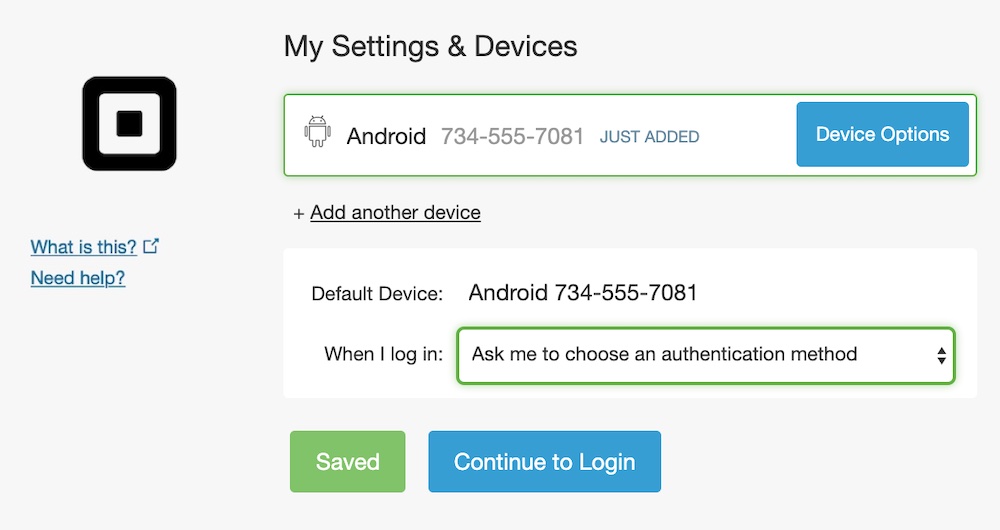 My Settings & Devices
Android 734-555-7081 JUST ADDED Device Options
+ Add another device
What is this?
Need help?
Default Device: Android 734-555-7081
When I log in: Ask me to choose an authentication method
Saved Continue to Login